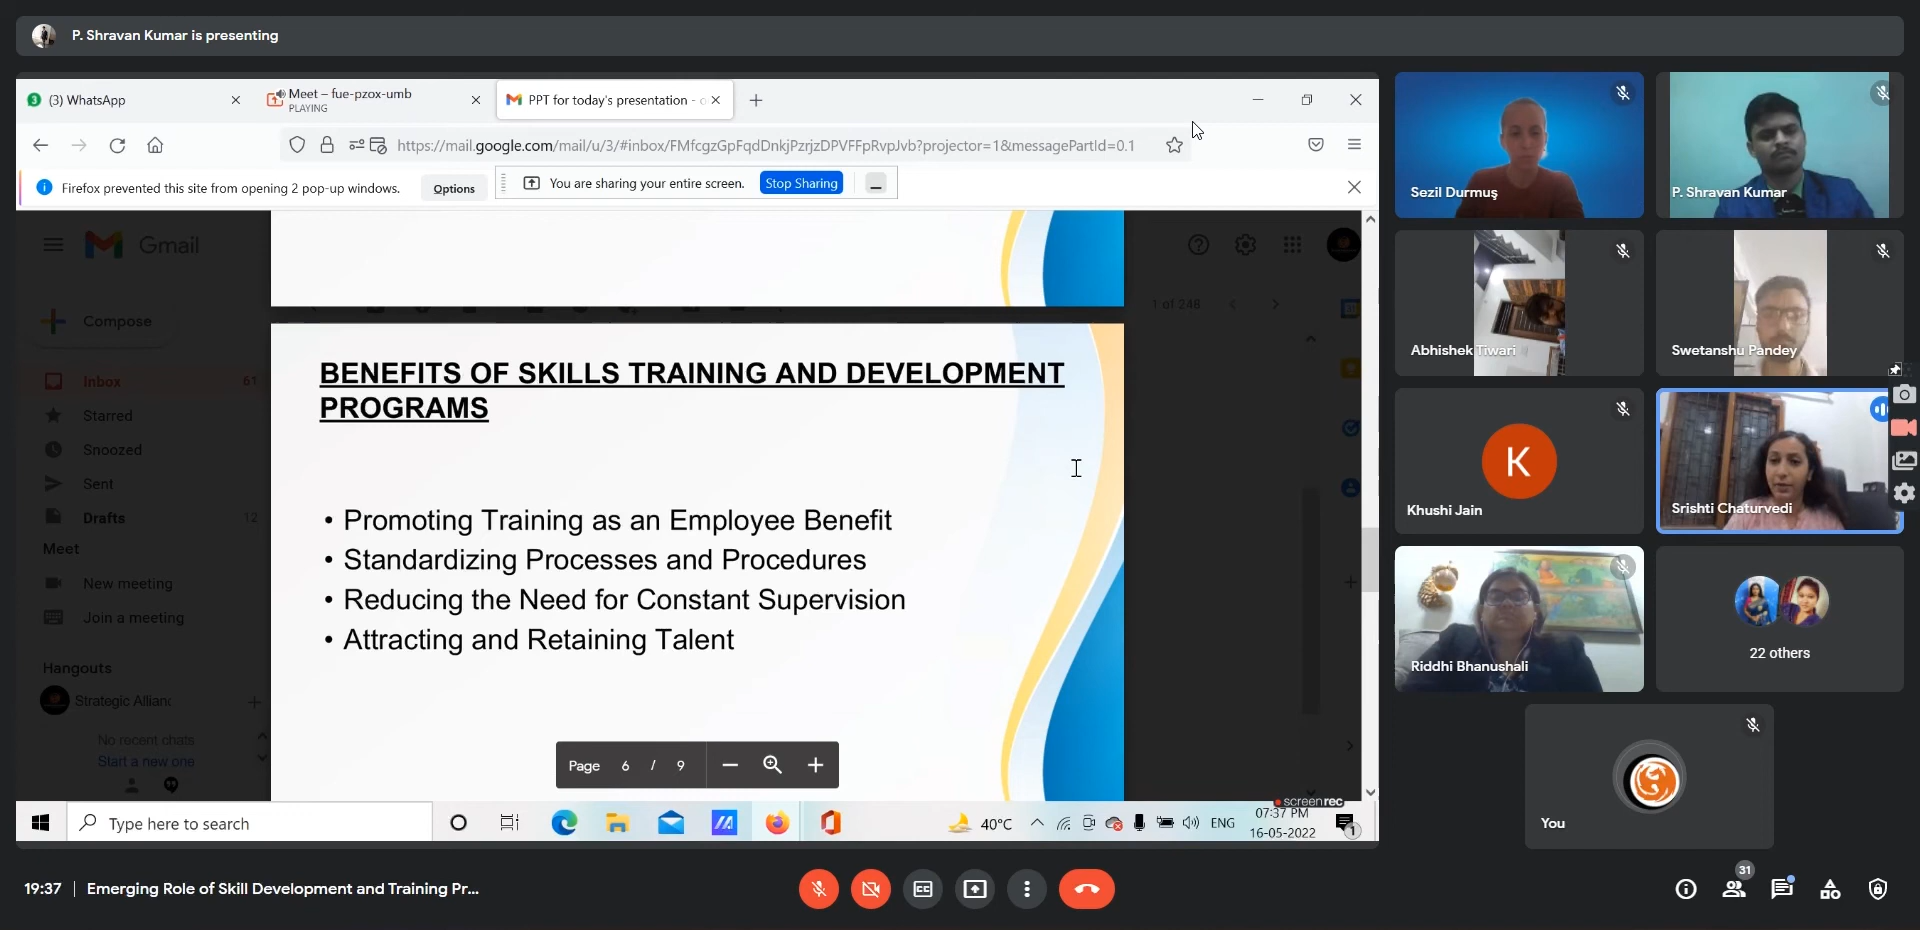 P. Shravan Kumar is presenting
(3) WhatsApp
Meet – fue-pzox-umb
PLAYING
PPT for today's presentation -
https://mail.google.com/mail/u/3/#inbox/FMfcgzGpFqdDnkjPzrjzDPVFFpRvpJvb?projector=1&messagePartId=0.1
Firefox prevented this site from opening 2 pop-up windows.
Options
You are sharing your entire screen.
Stop Sharing
Gmail
1 of 248
Compose
Inbox 61
Starred
Snoozed
Sent
Drafts 12
Meet
New meeting
Join a meeting
Hangouts
Strategic Allianc
No recent chats
Start a new one
BENEFITS OF SKILLS TRAINING AND DEVELOPMENT
PROGRAMS
• Promoting Training as an Employee Benefit
• Standardizing Processes and Procedures
• Reducing the Need for Constant Supervision
• Attracting and Retaining Talent
Page 6 / 9
Type here to search
40°C
ENG
screenrec
07:37 PM
16-05-2022
1
Sezil Durmuş
P. Shravan Kumar
Abhishek Tiwari
Swetanshu Pandey
K
Khushi Jain
Srishti Chaturvedi
Riddhi Bhanushali
22 others
You
19:37 | Emerging Role of Skill Development and Training Pr...
31